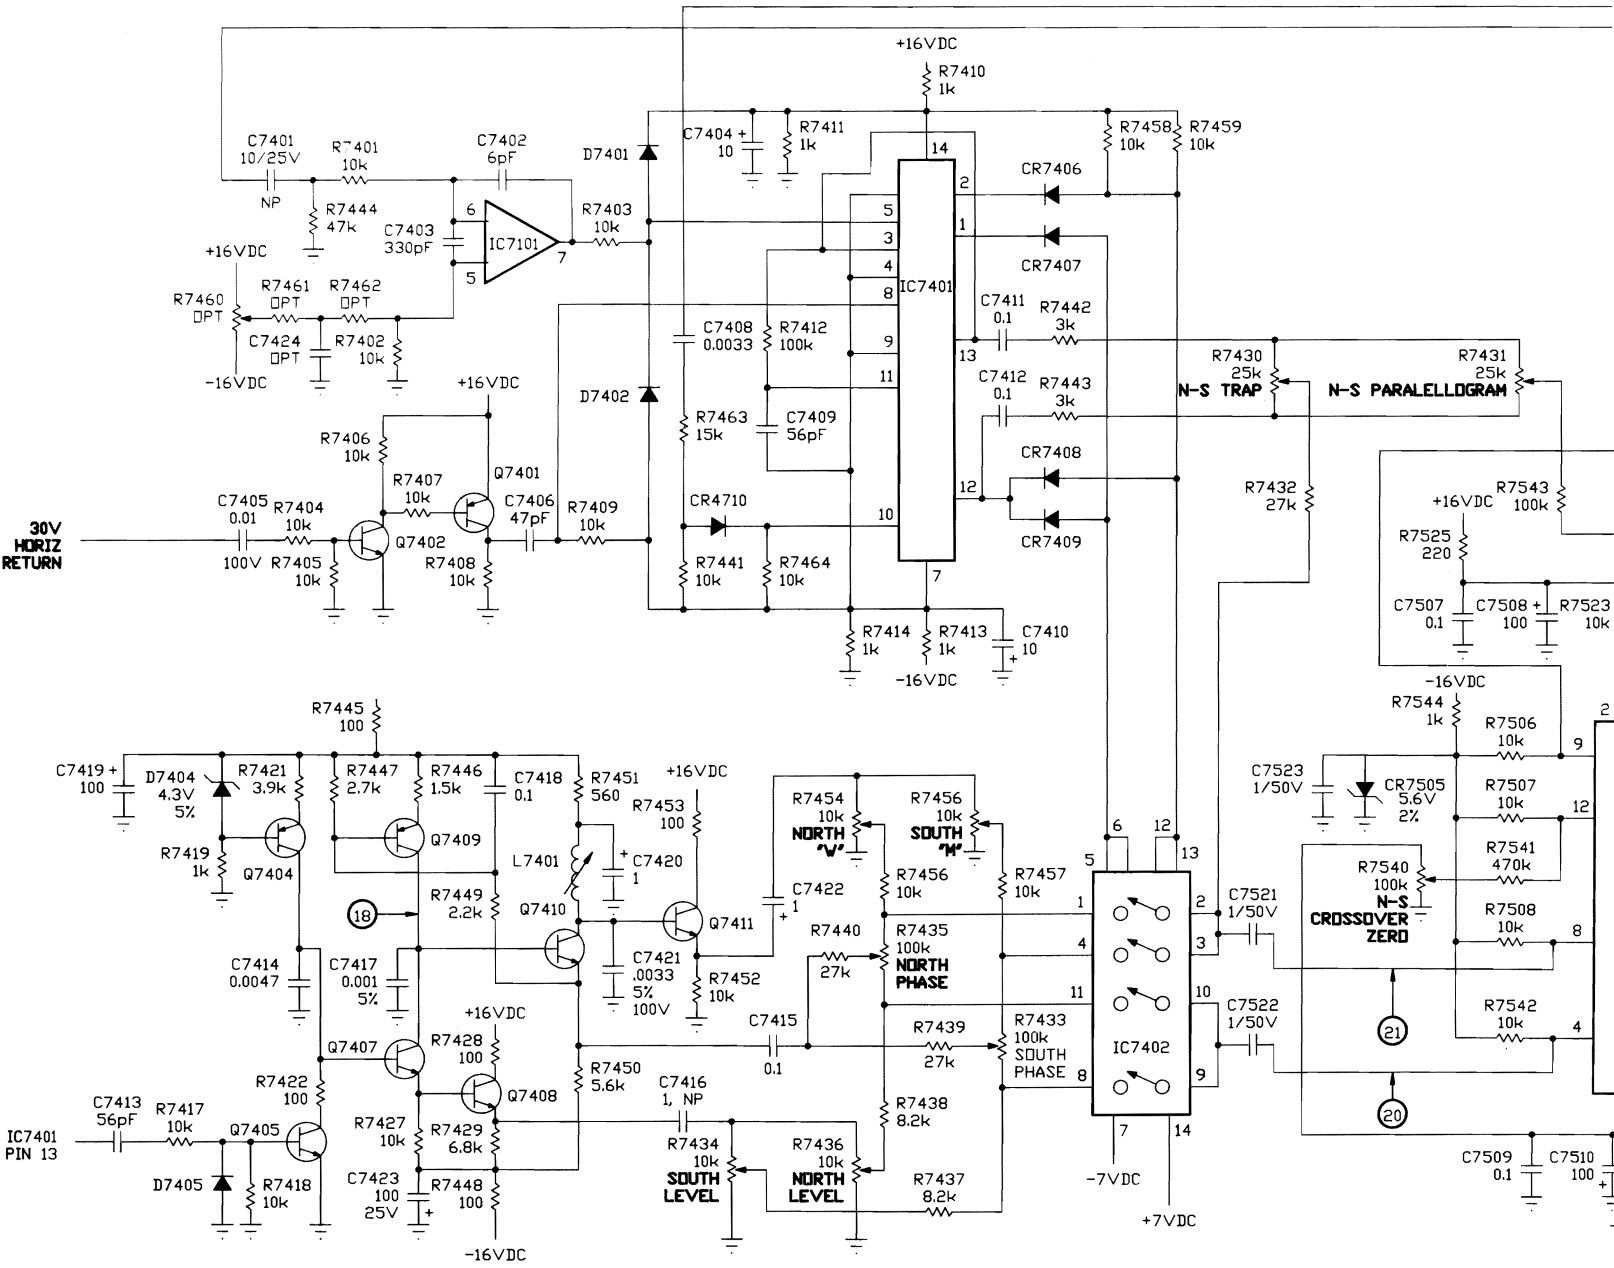 +16VDC
R7410
1k
C7401
10/25V
NP
R7401
10k
C7402
6pF
R7444
47k
C7403
330pF
6
5
IC7101
7
R7403
10k
D7401
C7404 +
10
R7411
1k
14
R7458
10k
R7459
10k
2
CR7406
5
1
3
CR7407
4
8
IC7401
9
13
11
12
10
7
+16VDC
R7460
OPT
R7461
OPT
R7462
OPT
C7424
OPT
R7402
10k
-16VDC
+16VDC
D7402
C7408
0.0033
R7412
100k
C7411
0.1
R7442
3k
C7412
0.1
R7443
3k
R7430
25k
N-S TRAP
R7431
25k
N-S PARALELLOGRAM
R7406
10k
R7407
10k
Q7401
R7463
15k
C7409
56pF
CR7408
CR7409
30V
HORIZ
RETURN
C7405
0.01
100V
R7404
10k
R7405
10k
Q7402
R7408
10k
C7406
47pF
R7409
10k
CR4710
R7441
10k
R7464
10k
R7414
1k
R7413
1k
-16VDC
C7410
10
+
R7432
27k
+16VDC
R7543
100k
R7525
220
C7507
0.1
C7508 +
100
R7523
10k
R7445
100
C7419 +
100
D7404
4.3V
5%
R7421
3.9k
R7447
2.7k
R7446
1.5k
C7418
0.1
R7451
560
+16VDC
R7453
100
R7419
1k
Q7404
Q7409
L7401
+
C7420
1
18
R7449
2.2k
Q7410
Q7411
C7422
1
+
C7414
0.0047
C7417
0.001
5%
C7421
.0033
5%
100V
R7452
10k
R7454
10k
NORTH
"W"
R7456
10k
SOUTH
"M"
R7456
10k
R7457
10k
R7440
27k
R7435
100k
NORTH
PHASE
R7439
27k
R7433
100k
SOUTH
PHASE
C7415
0.1
5
6
12
13
1
2
4
3
11
10
8
9
IC7402
7
14
-7VDC
+7VDC
Q7407
+16VDC
R7428
100
Q7408
R7450
5.6k
R7422
100
IC7401
PIN 13
C7413
56pF
R7417
10k
Q7405
D7405
R7418
10k
R7427
10k
R7429
6.8k
C7423
100
25V
+
R7448
100
-16VDC
C7416
1, NP
R7434
10k
SOUTH
LEVEL
R7436
10k
NORTH
LEVEL
R7438
8.2k
R7437
8.2k
-16VDC
R7544
1k
R7506
10k
2
9
C7523
1/50V
CR7505
5.6V
2%
R7507
10k
12
R7540
100k
N-S
CROSSOVER
ZERO
R7541
470k
R7508
10k
8
C7521
1/50V
C7522
1/50V
21
R7542
10k
4
20
C7509
0.1
C7510
100
+